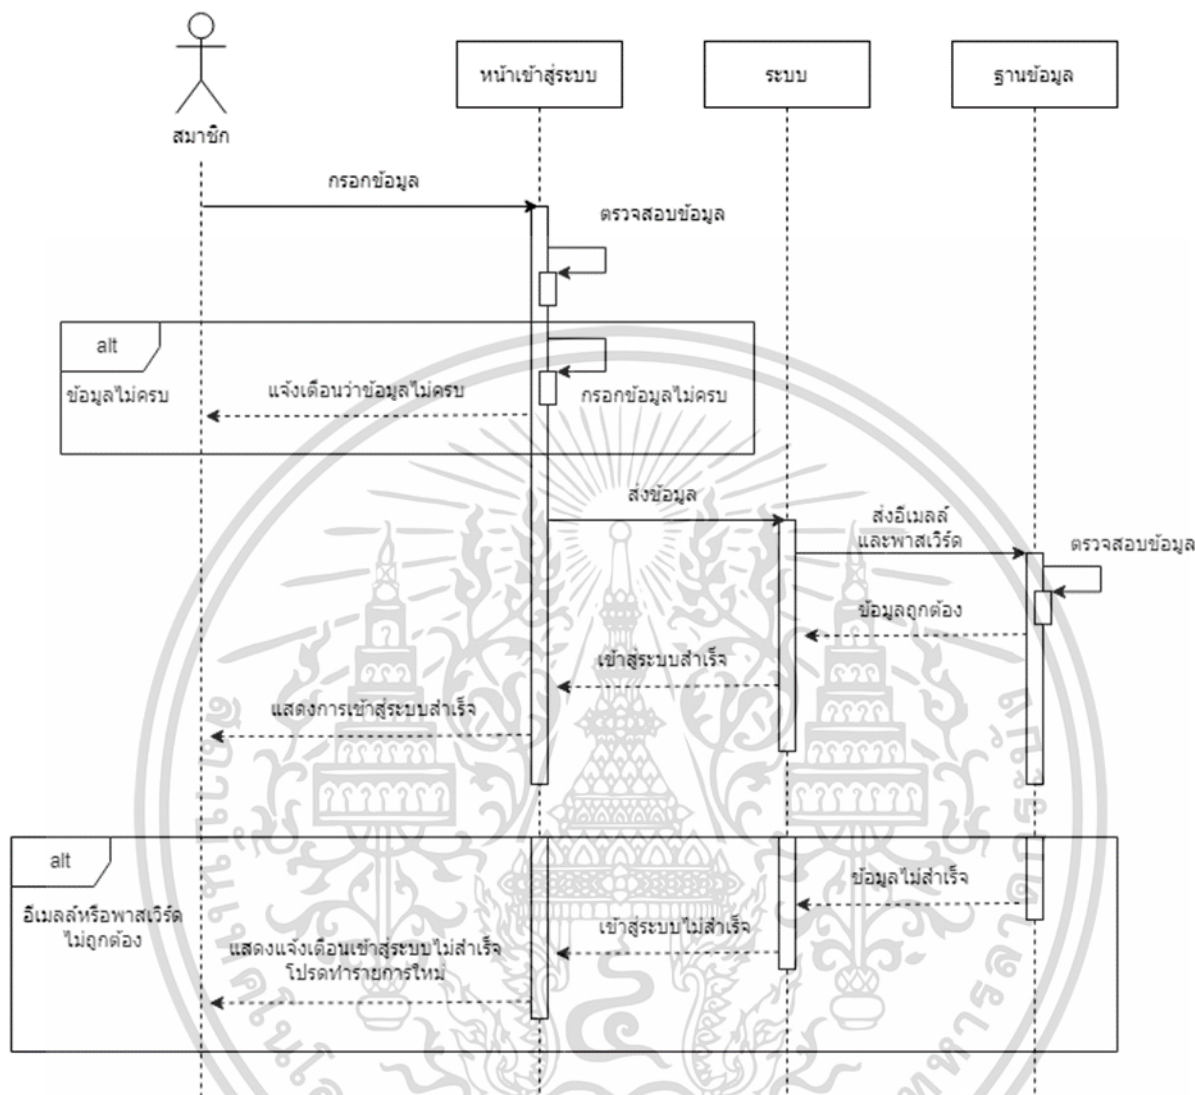 หน้าเข้าสู่ระบบ
ระบบ
ฐานข้อมูล
สมาชิก
กรอกข้อมูล
ตรวจสอบข้อมูล
alt
ข้อมูลไม่ครบ
แจ้งเตือนว่าข้อมูลไม่ครบ
กรอกข้อมูลไม่ครบ
ส่งข้อมูล
ส่งอีเมลล์
และพาสเวิร์ด
ตรวจสอบข้อมูล
ข้อมูลถูกต้อง
เข้าสู่ระบบสำเร็จ
แสดงการเข้าสู่ระบบสำเร็จ
alt
อีเมลล์หรือพาสเวิร์ด
ไม่ถูกต้อง
ข้อมูลไม่สำเร็จ
เข้าสู่ระบบไม่สำเร็จ
แสดงแจ้งเตือนเข้าสู่ระบบไม่สำเร็จ
โปรดทำรายการใหม่